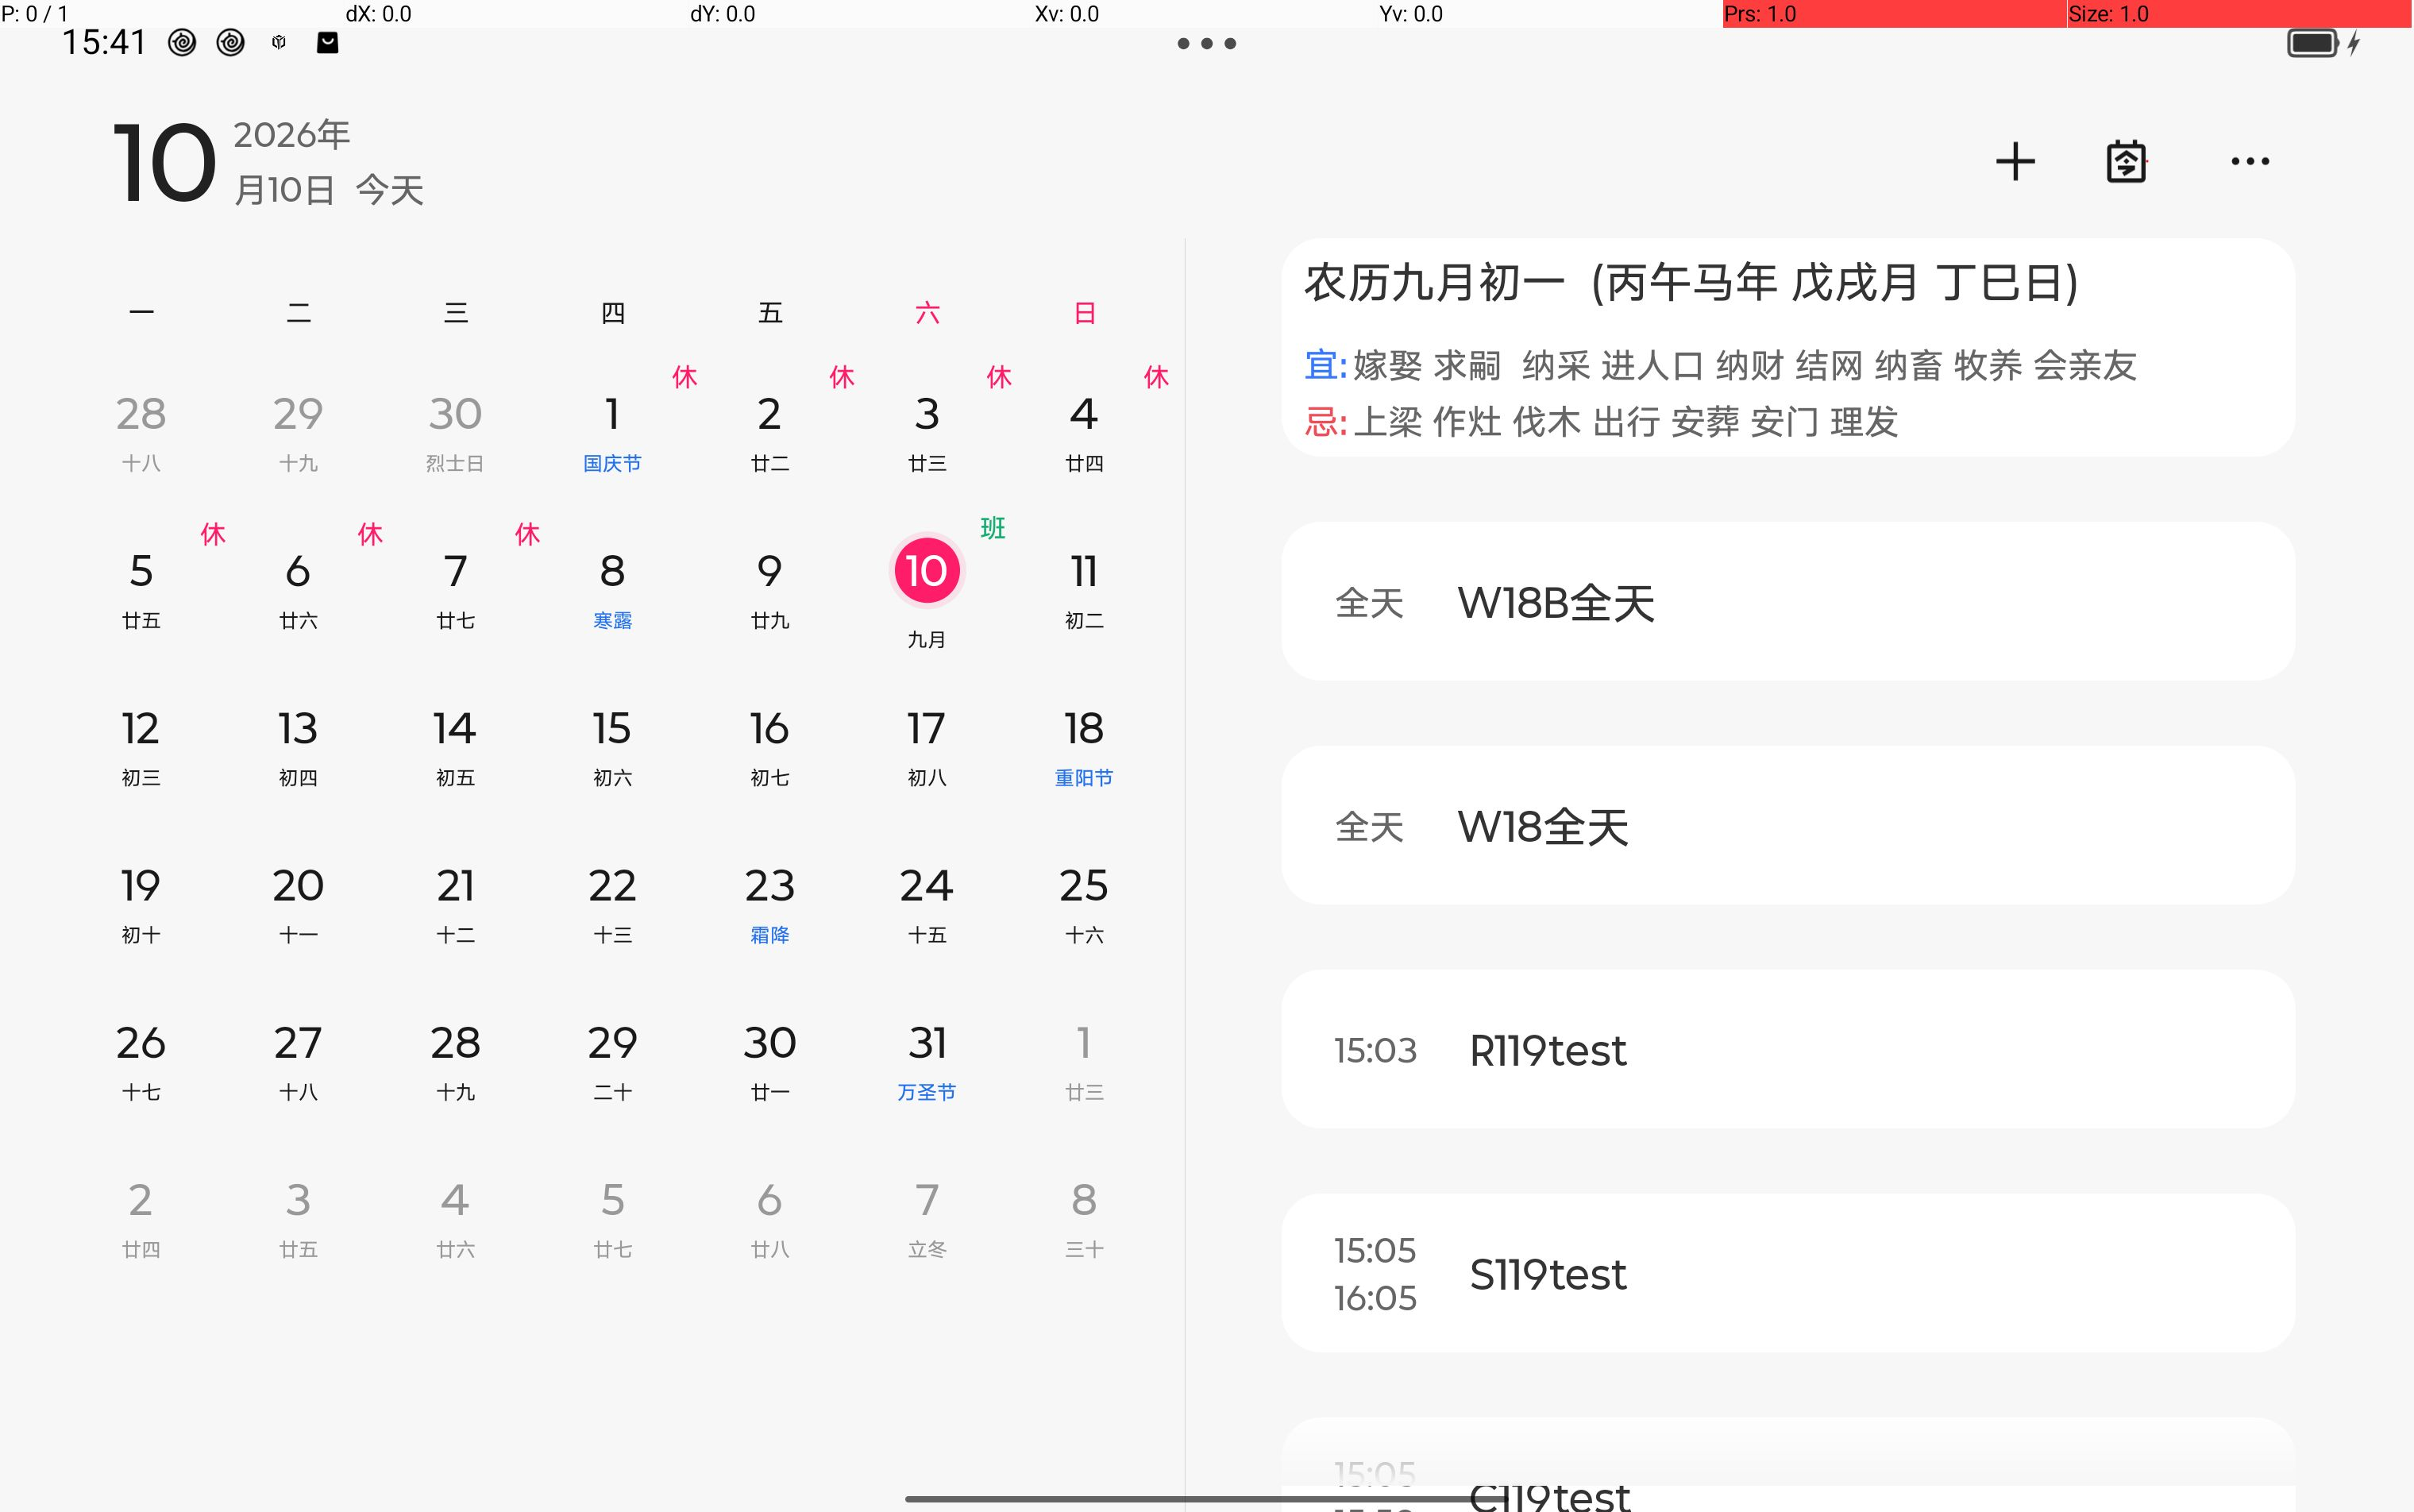 P: 0 / 1 dX: 0.0 dY: 0.0 Xv: 0.0 Yv: 0.0 Prs: 1.0 Size: 1.0
15:41
10 2026年
月10日 今天
一 二 三 四 五 六 日
休 休 休 休
28 29 30 1 2 3 4
十八 十九 烈士日 国庆节 廿二 廿三 廿四
休 休 休 班
5 6 7 8 9 10 11
廿五 廿六 廿七 寒露 廿九 九月 初二
12 13 14 15 16 17 18
初三 初四 初五 初六 初七 初八 重阳节
19 20 21 22 23 24 25
初十 十一 十二 十三 霜降 十五 十六
26 27 28 29 30 31 1
十七 十八 十九 二十 廿一 万圣节 廿三
2 3 4 5 6 7 8
廿四 廿五 廿六 廿七 廿八 立冬 三十
农历九月初一 (丙午马年 戊戌月 丁巳日)
宜: 嫁娶 求嗣 纳采 进人口 纳财 结网 纳畜 牧养 会亲友
忌: 上梁 作灶 伐木 出行 安葬 安门 理发
全天 W18B全天
全天 W18全天
15:03 R119test
15:05
16:05
S119test
15:05
C119test